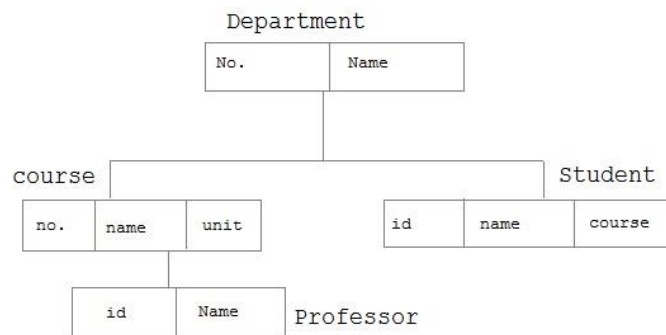 Department
No. Name
course
Student
no. name unit
id name course
id Name
Professor